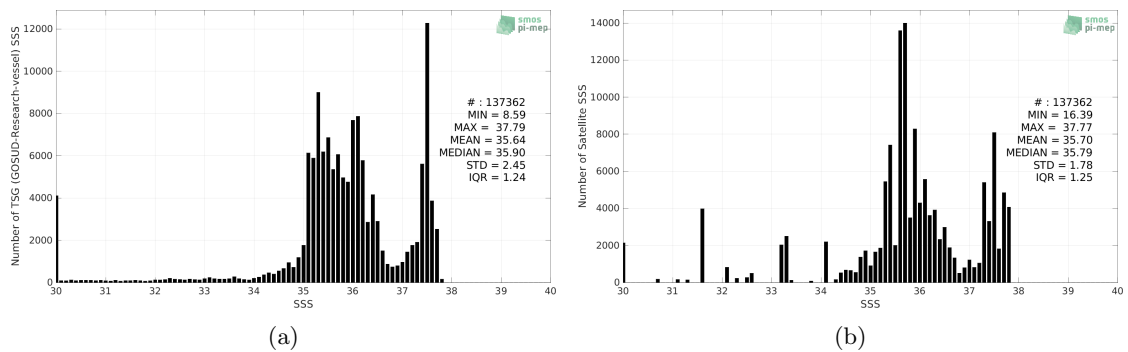 Number of TSG (GOSUD-Research-vessel) SSS
12000
10000
8000
6000
4000
2000
0
smos
pi-mep
# : 137362
MIN = 8.59
MAX = 37.79
MEAN = 35.64
MEDIAN = 35.90
STD = 2.45
IQR = 1.24
30 31 32 33 34 35 36 37 38 39 40
SSS
(a)
Number of Satellite SSS
14000
12000
10000
8000
6000
4000
2000
0
smos
pi-mep
# : 137362
MIN = 16.39
MAX = 37.77
MEAN = 35.70
MEDIAN = 35.79
STD = 1.78
IQR = 1.25
30 31 32 33 34 35 36 37 38 39 40
SSS
(b)